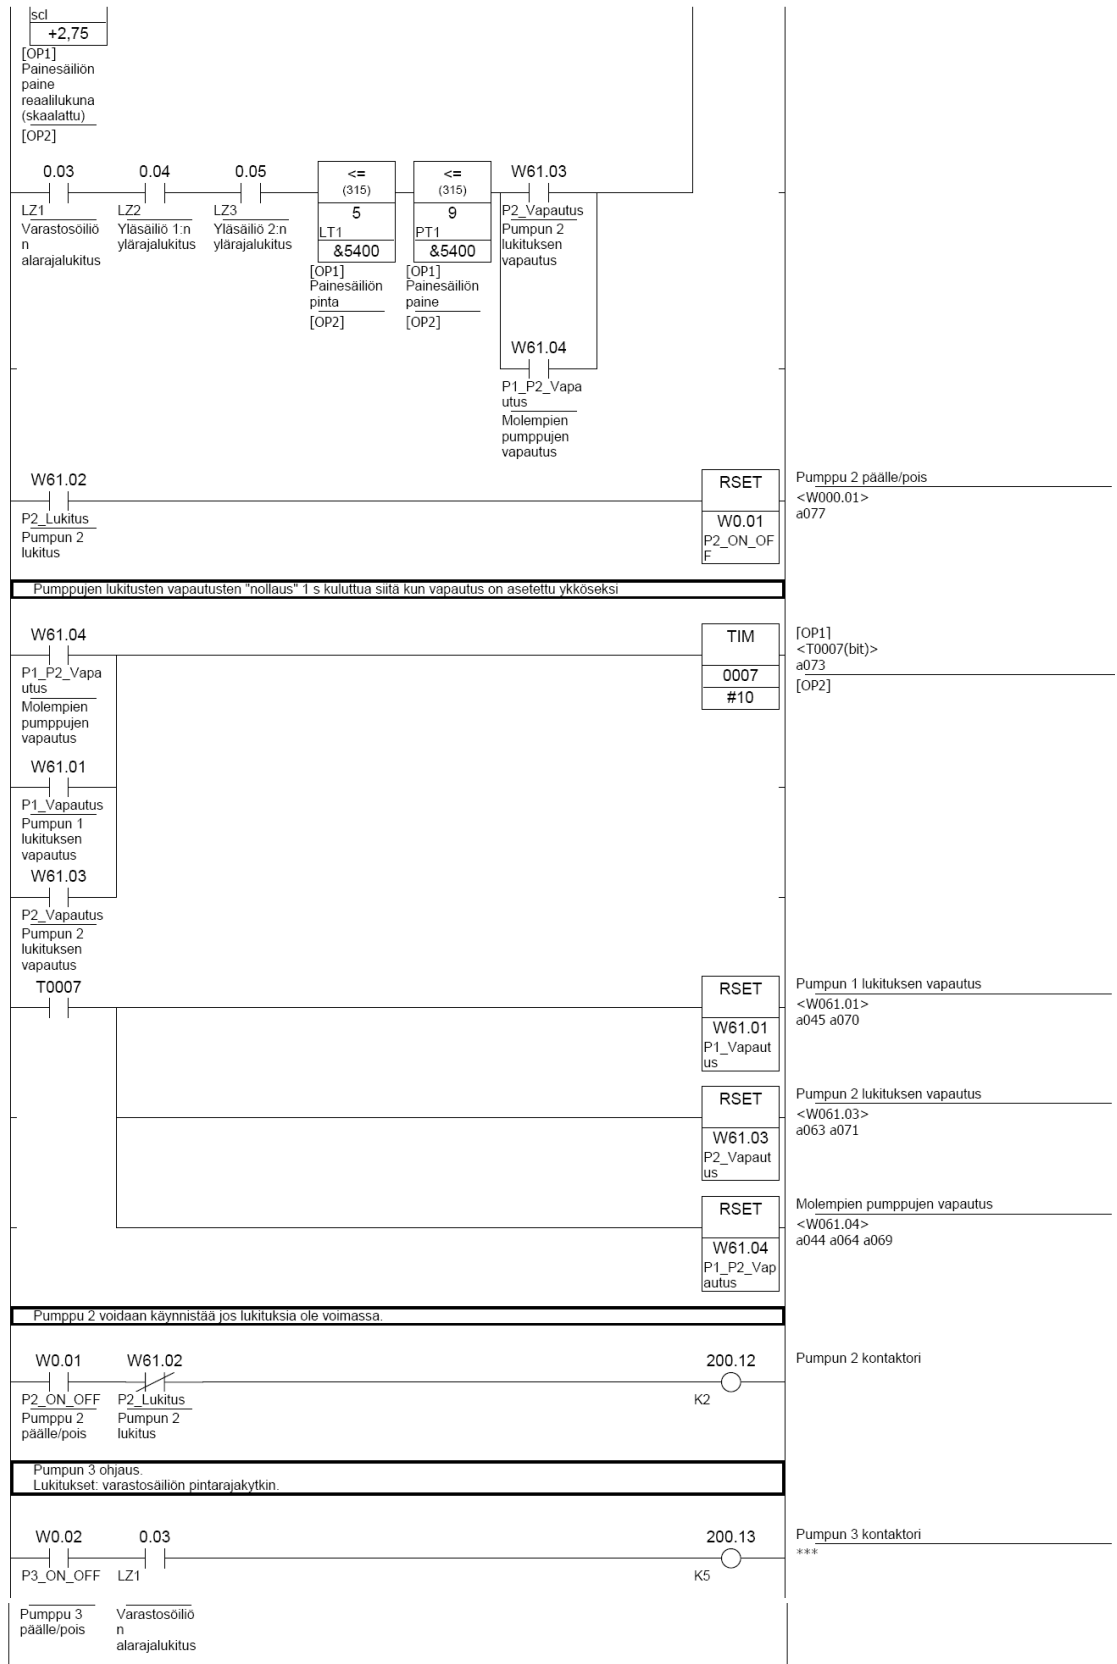 scl
+2,75
[OP1]
Painesäiliön
paine
reaalilukuna
(skaalattu)
[OP2]
0.03
LZ1
Varastosöiliö
n
alarajalukitus
0.04
LZ2
Yläsäiliö 1:n
ylärajalukitus
0.05
LZ3
Yläsäiliö 2:n
ylärajalukitus
<=
(315)
5
LT1
&5400
[OP1]
Painesäiliön
pinta
[OP2]
<=
(315)
9
PT1
&5400
[OP1]
Painesäiliön
paine
[OP2]
W61.03
P2_Vapautus
Pumpun 2
lukituksen
vapautus
W61.04
P1_P2_Vapa
utus
Molempien
pumppujen
vapautus
W61.02
P2_Lukitus
Pumpun 2
lukitus
RSET
W0.01
P2_ON_OF
F
Pumppu 2 päälle/pois
<W000.01>
a077
Pumppujen lukitusten vapautusten "nollaus" 1 s kuluttua siitä kun vapautus on asetettu ykköseksi
W61.04
P1_P2_Vapa
utus
Molempien
pumppujen
vapautus
TIM
0007
#10
[OP1]
<T0007(bit)>
a073
[OP2]
W61.01
P1_Vapautus
Pumpun 1
lukituksen
vapautus
W61.03
P2_Vapautus
Pumpun 2
lukituksen
vapautus
T0007
RSET
W61.01
P1_Vapaut
us
Pumpun 1 lukituksen vapautus
<W061.01>
a045 a070
RSET
W61.03
P2_Vapaut
us
Pumpun 2 lukituksen vapautus
<W061.03>
a063 a071
RSET
W61.04
P1_P2_Vap
autus
Molempien pumppujen vapautus
<W061.04>
a044 a064 a069
Pumppu 2 voidaan käynnistää jos lukituksia ole voimassa.
W0.01
P2_ON_OFF
Pumppu 2
päälle/pois
W61.02
P2_Lukitus
Pumpun 2
lukitus
200.12
K2
Pumpun 2 kontaktori
Pumpun 3 ohjaus.
Lukitukset: varastosäiliön pintarajakytkin.
W0.02
P3_ON_OFF
Pumppu 3
päälle/pois
0.03
LZ1
Varastosöiliö
n
alarajalukitus
200.13
K5
Pumpun 3 kontaktori
***